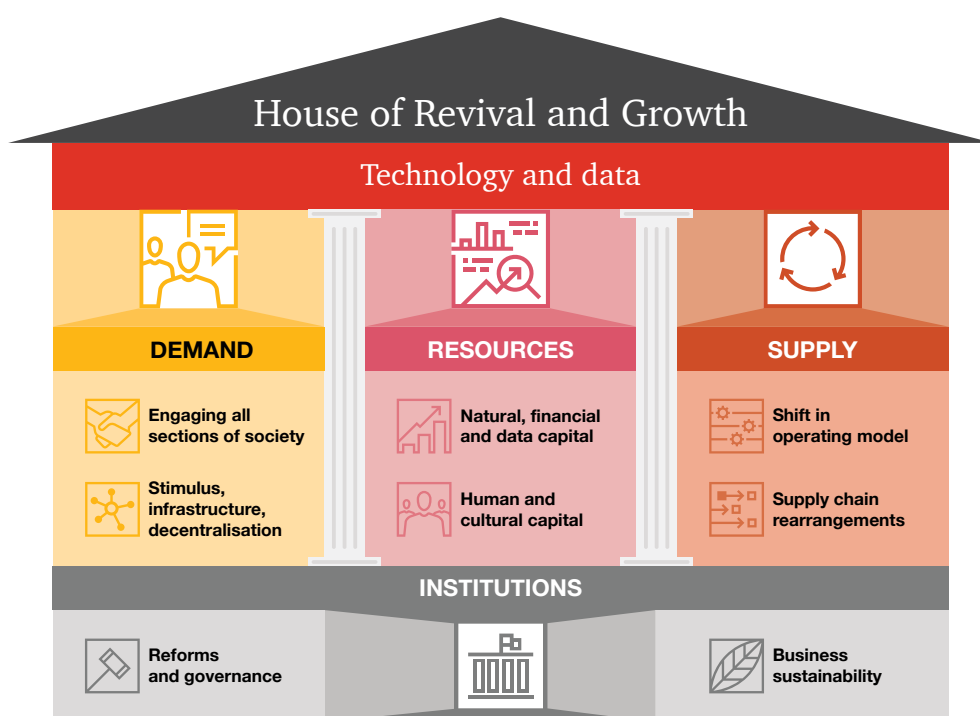 House of Revival and Growth
Technology and data
DEMAND
Engaging all
sections of society
Stimulus,
infrastructure,
decentralisation
RESOURCES
Natural, financial
and data capital
Human and
cultural capital
SUPPLY
Shift in
operating model
Supply chain
rearrangements
INSTITUTIONS
Reforms
and governance
Business
sustainability